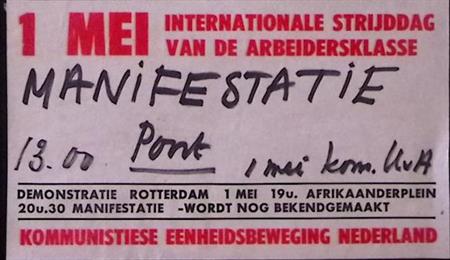 1 MEI INTERNATIONALE STRIJDDAG
VAN DE ARBEIDERSKLASSE
MANIFESTATIE
13.00 Pont 1 mei kom. UvA
DEMONSTRATIE ROTTERDAM 1 MEI 19u. AFRIKAANDERPLEIN
20u.30 MANIFESTATIE -WORDT NOG BEKENDGEMAAKT
KOMMUNISTIESE EENHEIDSBEWEGING NEDERLAND